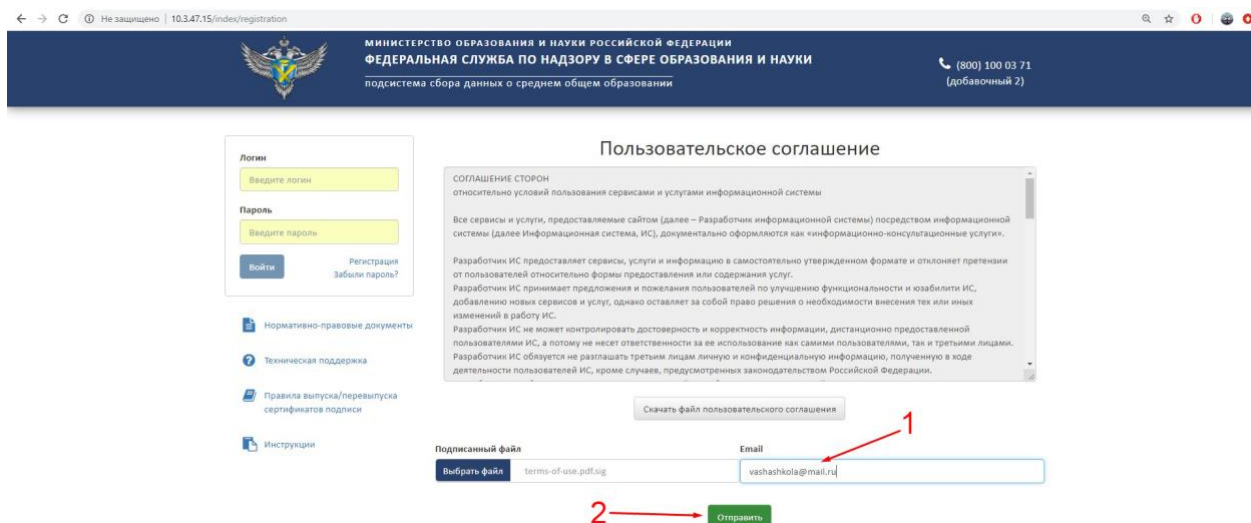 Не защищено | 10.3.47.15/index/registration
МИНИСТЕРСТВО ОБРАЗОВАНИЯ И НАУКИ РОССИЙСКОЙ ФЕДЕРАЦИИ
ФЕДЕРАЛЬНАЯ СЛУЖБА ПО НАДЗОРУ В СФЕРЕ ОБРАЗОВАНИЯ И НАУКИ
подсистема сбора данных о среднем общем образовании
(800) 100 03 71
(добавочный 2)
Логин
Введите логин
Пароль
Введите пароль
Войти
Регистрация
Забыли пароль?
Нормативно-правовые документы
Техническая поддержка
Правила выпуска/перевыпуска
сертификатов подписи
Инструкции
Пользовательское соглашение
СОГЛАШЕНИЕ СТОРОН
относительно условий пользования сервисами и услугами информационной системы
Все сервисы и услуги, предоставляемые сайтом (далее – Разработчик информационной системы) посредством информационной
системы (далее Информационная система, ИС), документально оформляются как «информационно-консультационные услуги».
Разработчик ИС предоставляет сервисы, услуги и информацию в самостоятельно утвержденном формате и отклоняет претензии
от пользователей относительно формы предоставления или содержания услуг.
Разработчик ИС принимает предложения и пожелания пользователей по улучшению функциональности и юзабилити ИС,
добавлению новых сервисов и услуг, однако оставляет за собой право решения о необходимости внесения тех или иных
изменений в работу ИС.
Разработчик ИС не может контролировать достоверность и корректность информации, дистанционно предоставленной
пользователями ИС, а потому не несет ответственности за ее использование как самими пользователями, так и третьими лицами.
Разработчик ИС обязуется не разглашать третьим лицам личную и конфиденциальную информацию, полученную в ходе
деятельности пользователей ИС, кроме случаев, предусмотренных законодательством Российской Федерации.
Скачать файл пользовательского соглашения
1
Подписанный файл
Email
Выбрать файл
terms-of-use.pdf.sig
vashashkola@mail.ru
2
Отправить